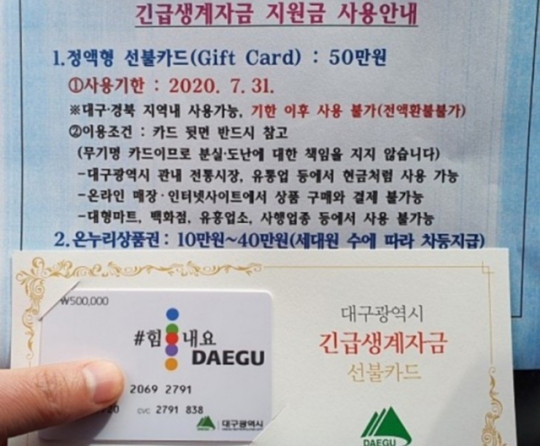 긴급생계자금 지원금 사용안내
1.정액형 선불카드(Gift Card) : 50만원
①사용기한 : 2020. 7. 31.
※대구·경북 지역내 사용가능, 기한 이후 사용 불가(전액환불불가)
②이용조건 : 카드 뒷면 반드시 참고
(무기명 카드이므로 분실·도난에 대한 책임을 지지 않습니다)
-대구광역시 관내 전통시장, 유통업 등에서 현금처럼 사용 가능
-온라인 매장·인터넷사이트에서 상품 구매와 결제 불가능
-대형마트, 백화점, 유흥업소, 사행업종 등에서 사용 불가능
2.온누리상품권 : 10만원~40만원(세대원 수에 따라 차등지급)
₩500,000
#힘내요
DAEGU
2069 2791
20 CVC 2791 838
대구광역시
대구광역시
긴급생계자금
선불카드
DAEGU